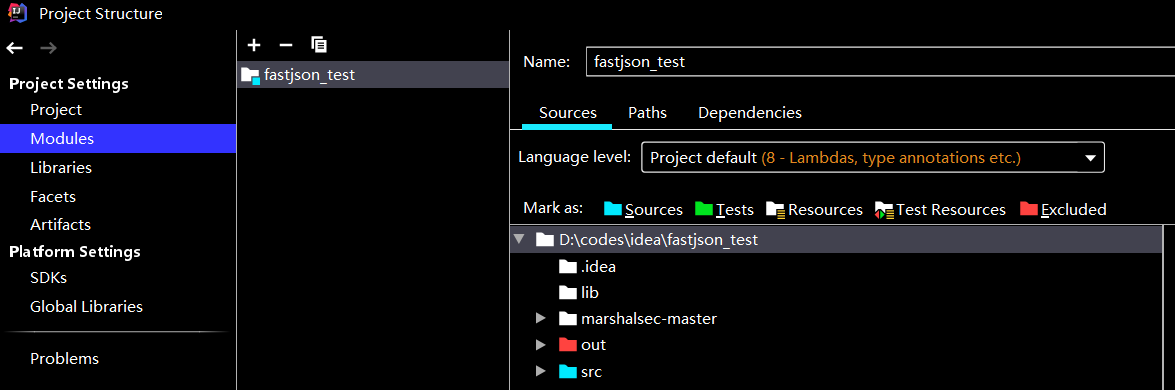 Project Structure
Project Settings
Project
Modules
Libraries
Facets
Artifacts
Platform Settings
SDKs
Global Libraries
Problems
fastjson_test
Name: fastjson_test
Sources Paths Dependencies
Language level: Project default (8 - Lambdas, type annotations etc.)
Mark as: Sources Tests Resources Test Resources Excluded
D:\codes\idea\fastjson_test
.idea
lib
marshalsec-master
out
src